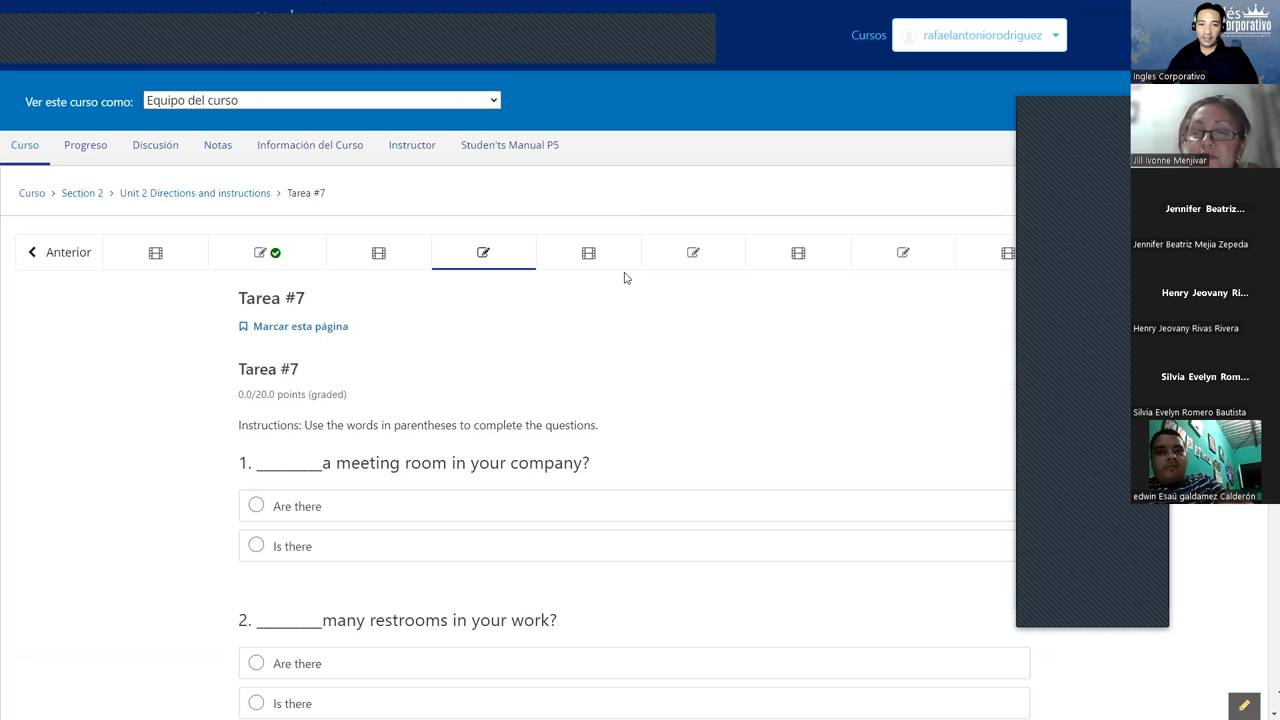 Cursos
rafaelantoniorodriguez
Ver este curso como:
Equipo del curso
Curso
Progreso
Discusión
Notas
Información del Curso
Instructor
Studen'ts Manual P5
Curso > Section 2 > Unit 2 Directions and instructions > Tarea #7
Anterior
Tarea #7
Marcar esta página
Tarea #7
0.0/20.0 points (graded)
Instructions: Use the words in parentheses to complete the questions.
1. _________a meeting room in your company?
Are there
Is there
2. _________many restrooms in your work?
Are there
Is there
Ingles Corporativo
Jill Ivonne Menjivar
Jennifer Beatriz...
Jennifer Beatriz Mejia Zepeda
Henry Jeovany Ri...
Henry Jeovany Rivas Rivera
Silvia Evelyn Rom...
Silvia Evelyn Romero Bautista
edwin Esaú galdamez Calderón